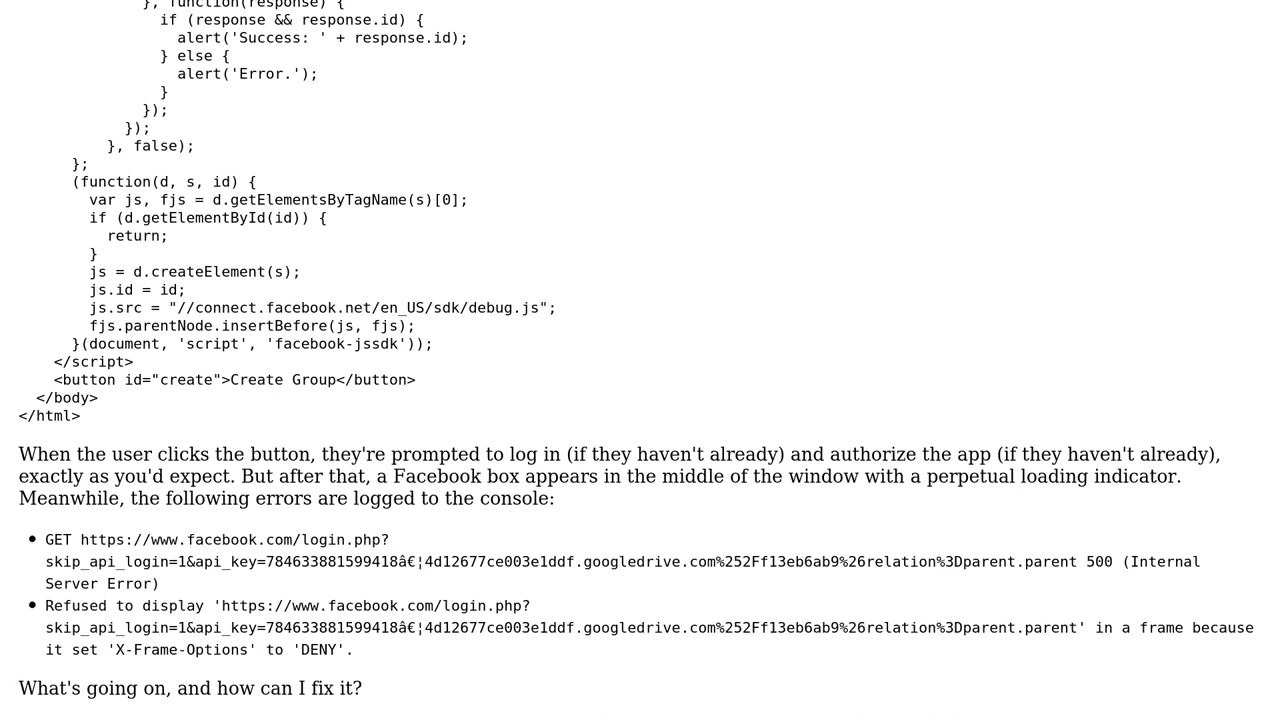 }, function(response) {
if (response && response.id) {
alert('Success: ' + response.id);
} else {
alert('Error.');
}
});
});
}, false);
};
(function(d, s, id) {
var js, fjs = d.getElementsByTagName(s)[0];
if (d.getElementById(id)) {
return;
}
js = d.createElement(s);
js.id = id;
js.src = "//connect.facebook.net/en_US/sdk/debug.js";
fjs.parentNode.insertBefore(js, fjs);
}(document, 'script', 'facebook-jssdk'));
</script>
<button id="create">Create Group</button>
</body>
</html>
When the user clicks the button, they're prompted to log in (if they haven't already) and authorize the app (if they haven't already),
exactly as you'd expect. But after that, a Facebook box appears in the middle of the window with a perpetual loading indicator.
Meanwhile, the following errors are logged to the console:
• GET https://www.facebook.com/login.php?
skip_api_login=1&api_key=784633881599418â€¦4d12677ce003e1ddf.googledrive.com%252Ff13eb6ab9%26relation%3Dparent.parent 500 (Internal
Server Error)
• Refused to display 'https://www.facebook.com/login.php?
skip_api_login=1&api_key=784633881599418â€¦4d12677ce003e1ddf.googledrive.com%252Ff13eb6ab9%26relation%3Dparent.parent' in a frame because
it set 'X-Frame-Options' to 'DENY'.
What's going on, and how can I fix it?